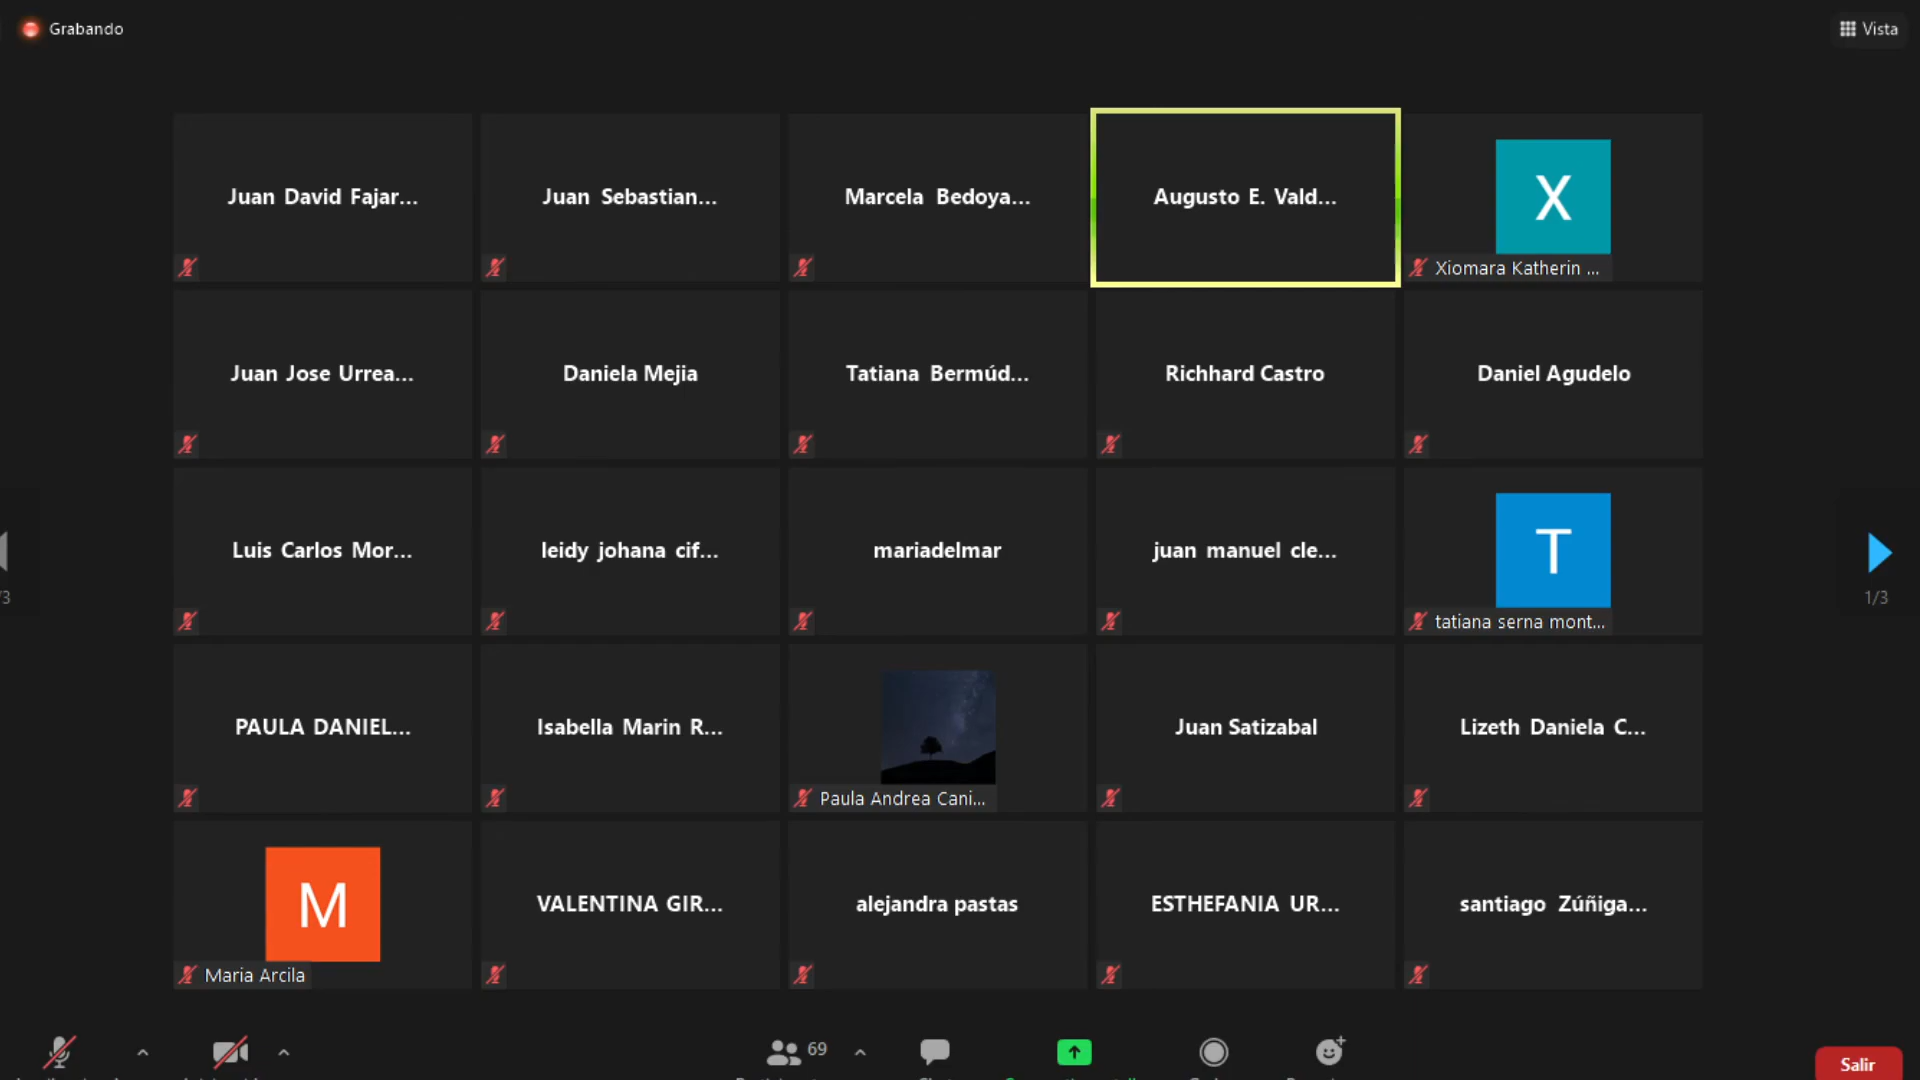 Grabando
Vista
Juan David Fajar...
Juan Sebastian...
Marcela Bedoya...
Augusto E. Vald...
X
Xiomara Katherin ...
Juan Jose Urrea...
Daniela Mejia
Tatiana Bermúd...
Richhard Castro
Daniel Agudelo
Luis Carlos Mor...
leidy johana cif...
mariadelmar
juan manuel cle...
T
tatiana serna mont...
/3
1/3
PAULA DANIEL...
Isabella Marin R...
Paula Andrea Cani...
Juan Satizabal
Lizeth Daniela C...
M
Maria Arcila
VALENTINA GIR...
alejandra pastas
ESTHEFANIA UR...
santiago Zúñiga...
69
Salir